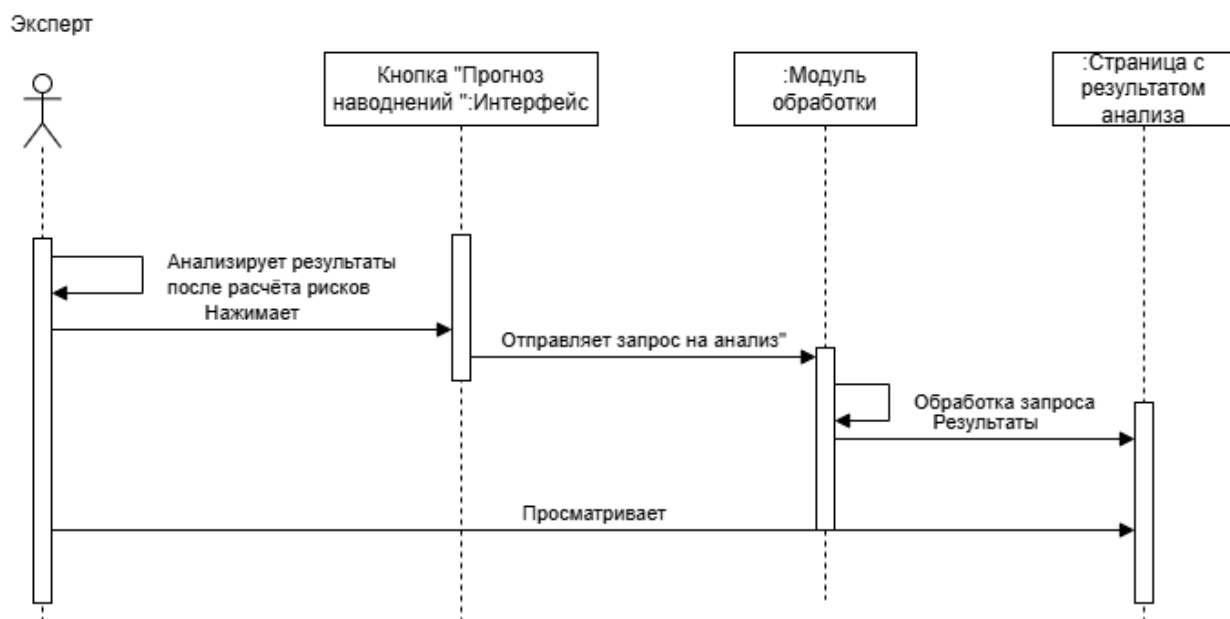 Эксперт
Кнопка "Прогноз
наводнений ":Интерфейс
:Модуль
обработки
:Страница с
результатом
анализа
Анализирует результаты
после расчёта рисков
Нажимает
Отправляет запрос на анализ"
Обработка запроса
Результаты
Просматривает